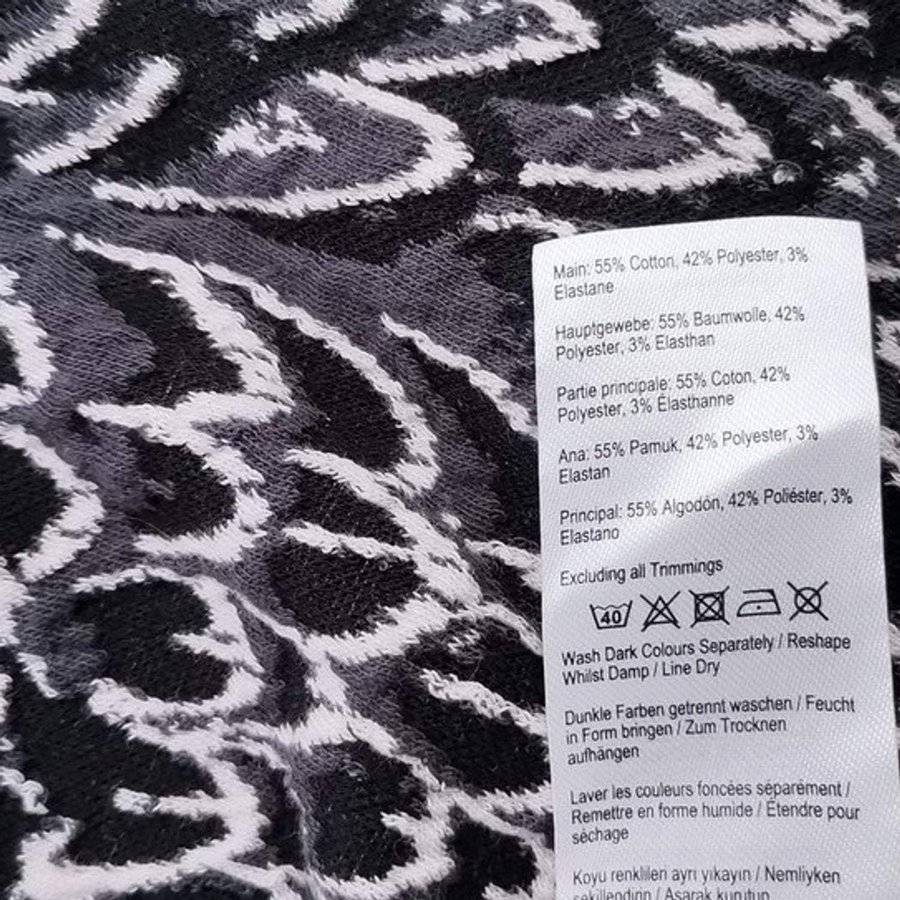 Main: 55% Cotton, 42% Polyester, 3%
Elastane
Hauptgewebe: 55% Baumwolle, 42%
Polyester, 3% Elasthan
Partie principale: 55% Coton, 42%
Polyester, 3% Élasthanne
Ana: 55% Pamuk, 42% Polyester, 3%
Elastan
Principal: 55% Algodón, 42% Poliéster, 3%
Elastano
Excluding all Trimmings
40
Wash Dark Colours Separately / Reshape
Whilst Damp / Line Dry
Dunkle Farben getrennt waschen / Feucht
in Form bringen / Zum Trocknen
aufhängen
Laver les couleurs foncées séparément /
Remettre en forme humide / Étendre pour
séchage
Koyu renklileri ayrı yıkayın / Nemliyken
şekillendirin / Asarak kurutun